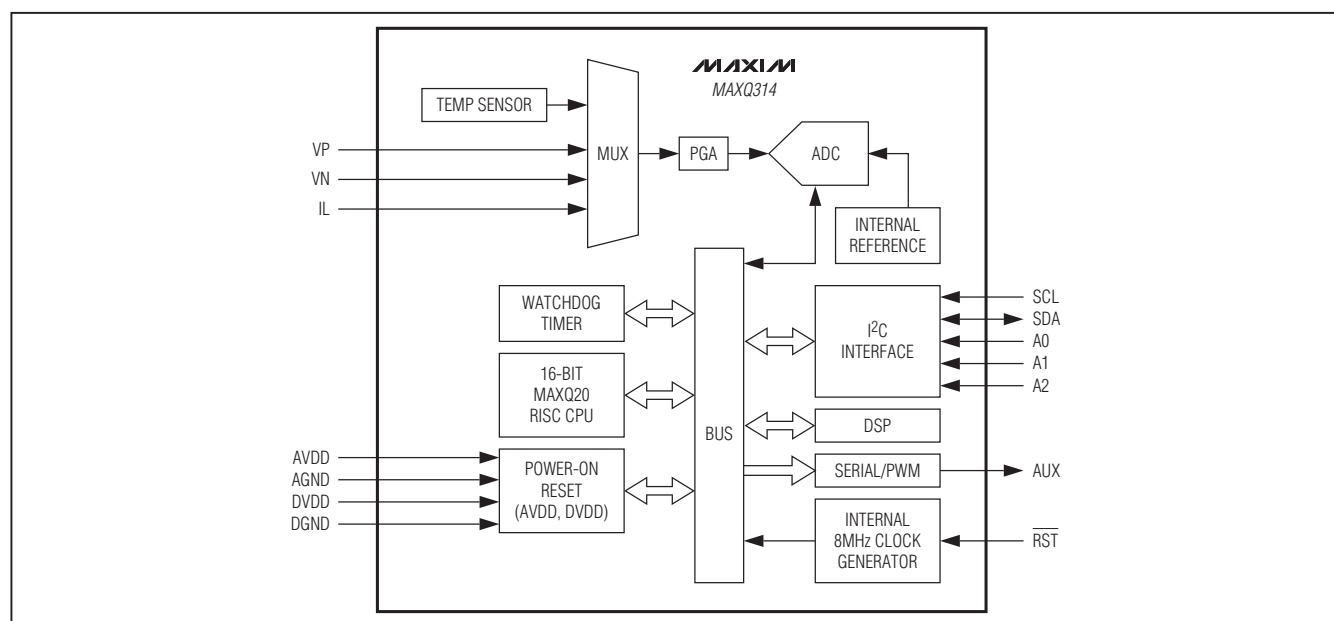 MAXIM
MAXQ314
TEMP SENSOR
MUX
PGA
ADC
VP
VN
IL
INTERNAL
REFERENCE
WATCHDOG
TIMER
16-BIT
MAXQ20
RISC CPU
POWER-ON
RESET
(AVDD, DVDD)
AVDD
AGND
DVDD
DGND
BUS
I²C
INTERFACE
SCL
SDA
A0
A1
A2
DSP
SERIAL/PWM
AUX
INTERNAL
8MHz CLOCK
GENERATOR
R̅S̅T̅